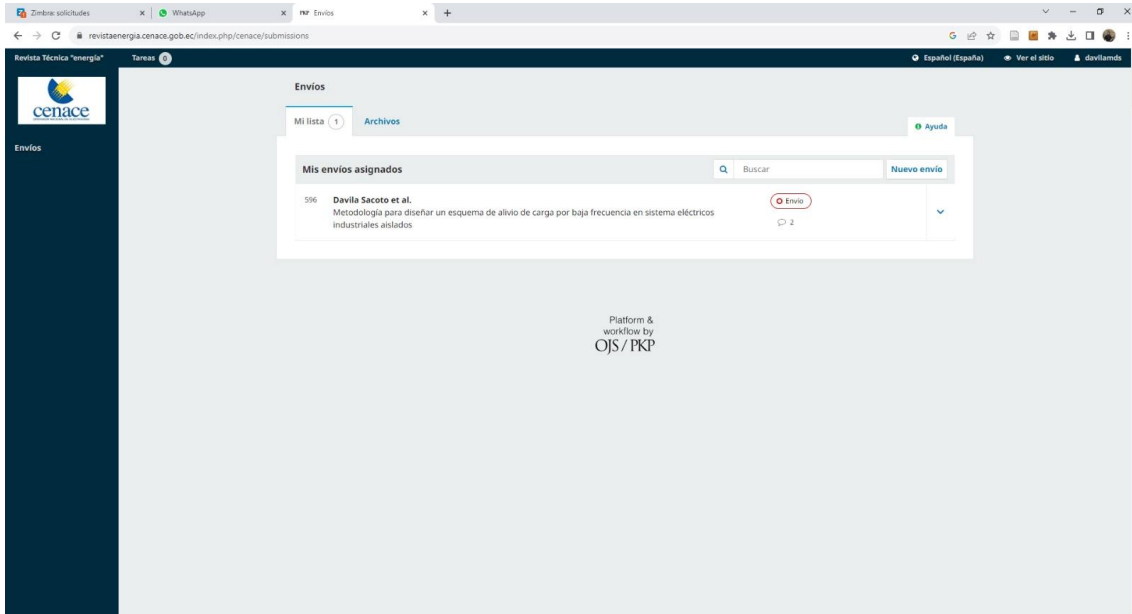 Zimbra: solicitudes
WhatsApp
PKP Envíos
revistaenergia.cenace.gob.ec/index.php/cenace/submissions
Revista Técnica "energía"
Tareas 0
Español (España)
Ver el sitio
davilamds
cenace
Envíos
Envíos
Mi lista 1
Archivos
Ayuda
Mis envíos asignados
Buscar
Nuevo envío
596
Davila Sacoto et al.
Metodología para diseñar un esquema de alivio de carga por baja frecuencia en sistema eléctricos
industriales aislados
Envío
2
Platform &
workflow by
OJS / PKP